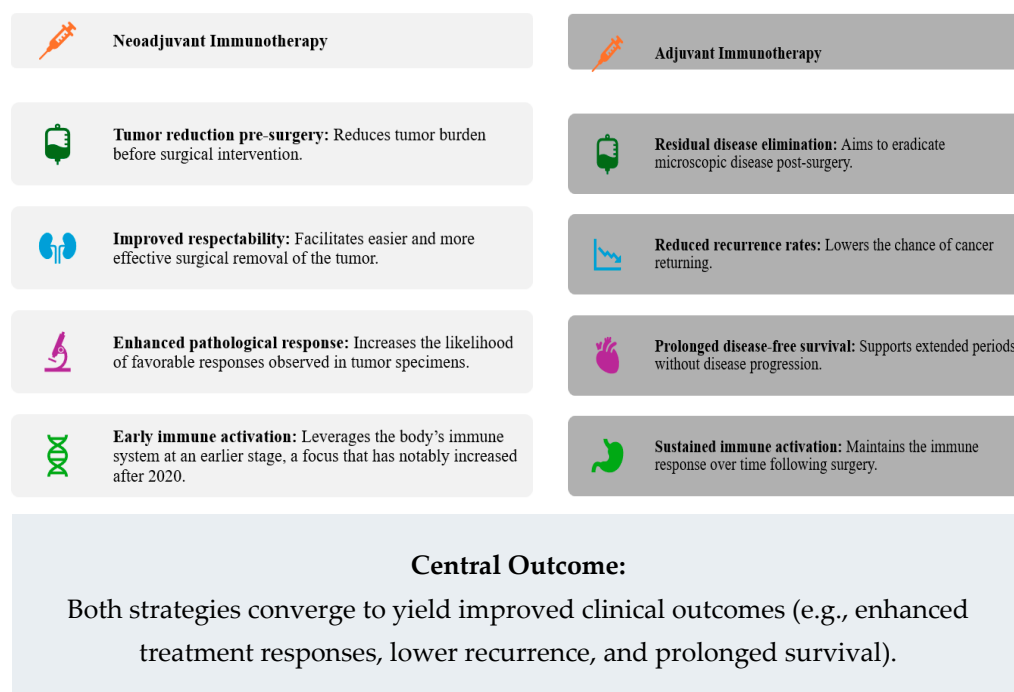 Neoadjuvant Immunotherapy
Tumor reduction pre-surgery: Reduces tumor burden
before surgical intervention.
Improved respectability: Facilitates easier and more
effective surgical removal of the tumor.
Enhanced pathological response: Increases the likelihood
of favorable responses observed in tumor specimens.
Early immune activation: Leverages the body’s immune
system at an earlier stage, a focus that has notably increased
after 2020.
Adjuvant Immunotherapy
Residual disease elimination: Aims to eradicate
microscopic disease post-surgery.
Reduced recurrence rates: Lowers the chance of cancer
returning.
Prolonged disease-free survival: Supports extended periods
without disease progression.
Sustained immune activation: Maintains the immune
response over time following surgery.
Central Outcome:
Both strategies converge to yield improved clinical outcomes (e.g., enhanced
treatment responses, lower recurrence, and prolonged survival).